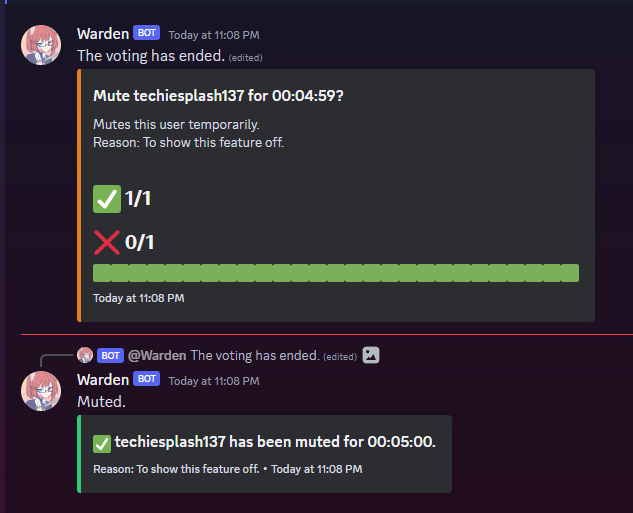 Warden BOT Today at 11:08 PM
The voting has ended. (edited)
Mute techiesplash137 for 00:04:59?
Mutes this user temporarily.
Reason: To show this feature off.
1/1
0/1
Today at 11:08 PM
BOT @Warden The voting has ended. (edited)
Warden BOT Today at 11:08 PM
Muted.
techiesplash137 has been muted for 00:05:00.
Reason: To show this feature off. • Today at 11:08 PM